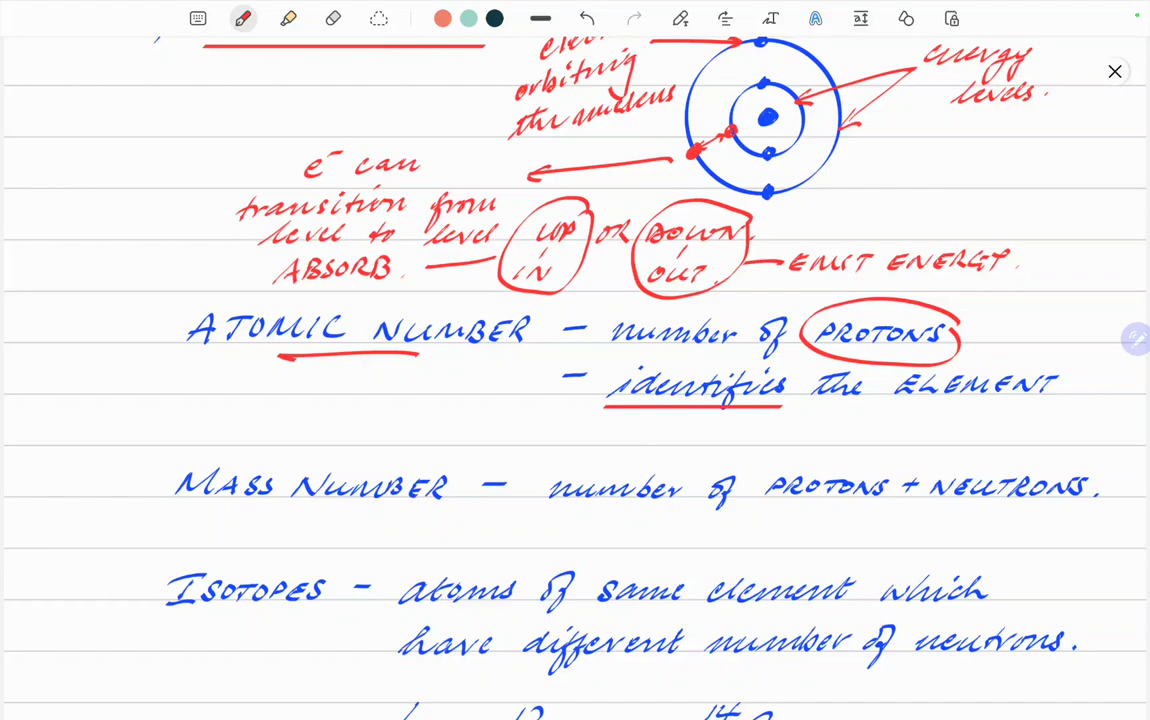 energy
orbiting
levels.
the nucleus
e⁻ can
transition from
level to level UP OR DOWN.
ABSORB. IN OUT. EMIT ENERGY.
ATOMIC NUMBER - number of PROTONS
- identifies the ELEMENT
MASS NUMBER - number of PROTONS + NEUTRONS.
ISOTOPES - atoms of same element which
have different number of neutrons.